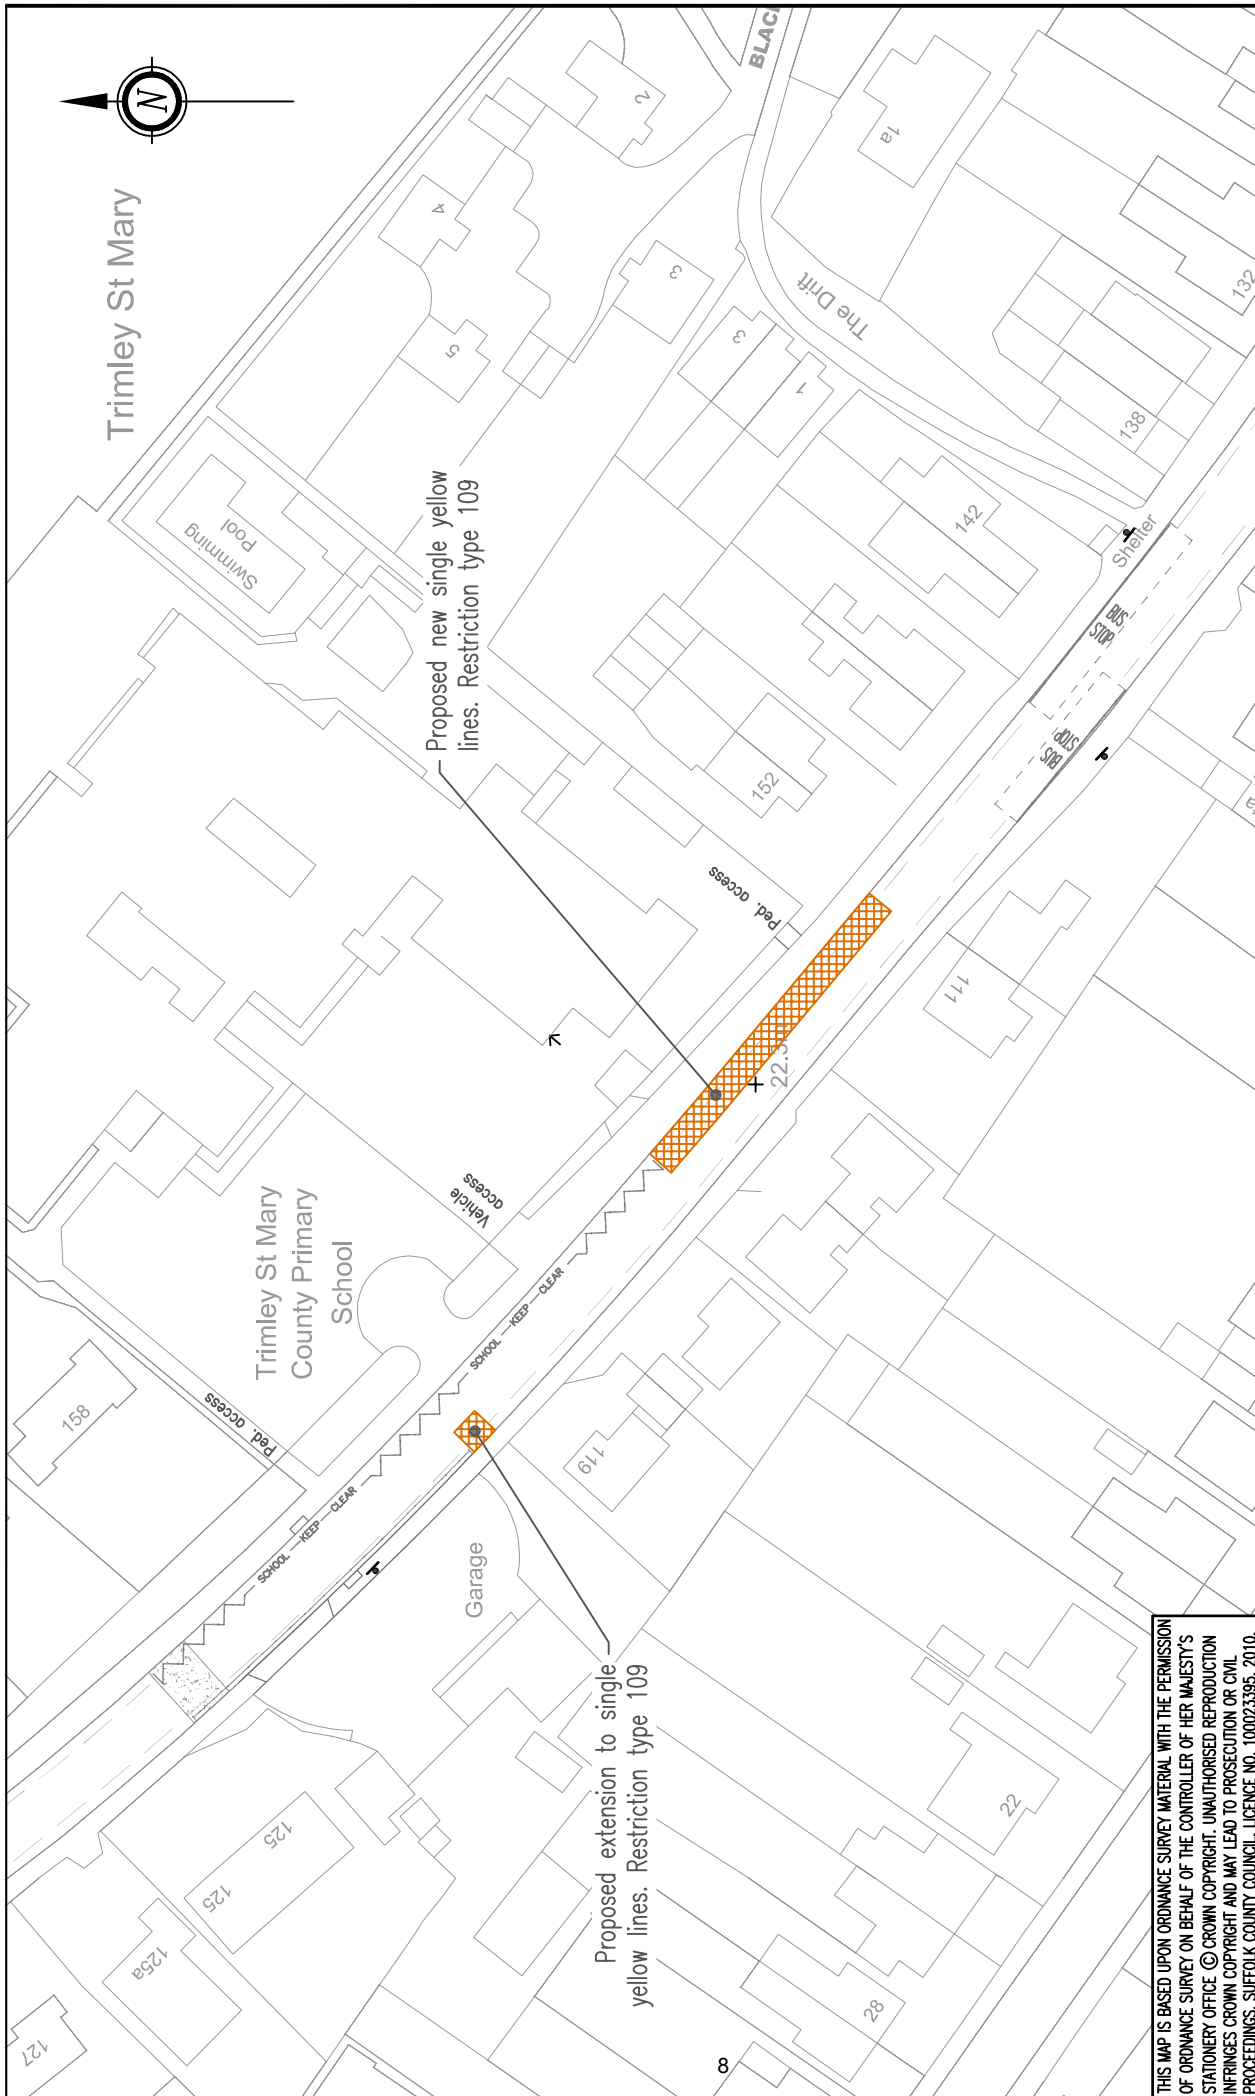 Trimley St Mary
N
BLACK
2
4
5
3
3
1
1a
The Drift
132
138
142
Shelter
BUS
STOP
BUS
STOP
Swimming
Pool
Proposed new single yellow
lines. Restriction type 109
152
Ped. access
111
Vehicle
access
Trimley St Mary
County Primary
School
SCHOOL KEEP CLEAR
158
Ped. access
SCHOOL KEEP CLEAR
119
Garage
Proposed extension to single
yellow lines. Restriction type 109
125
125
125a
127
22
28
8
THIS MAP IS BASED UPON ORDNANCE SURVEY MATERIAL WITH THE PERMISSION
OF ORDNANCE SURVEY ON BEHALF OF THE CONTROLLER OF HER MAJESTY'S
STATIONERY OFFICE © CROWN COPYRIGHT. UNAUTHORISED REPRODUCTION
INFRINGES CROWN COPYRIGHT AND MAY LEAD TO PROSECUTION OR CIVIL
PROCEEDINGS. SUFFOLK COUNTY COUNCIL. LICENCE NO. 100023395. 2010.